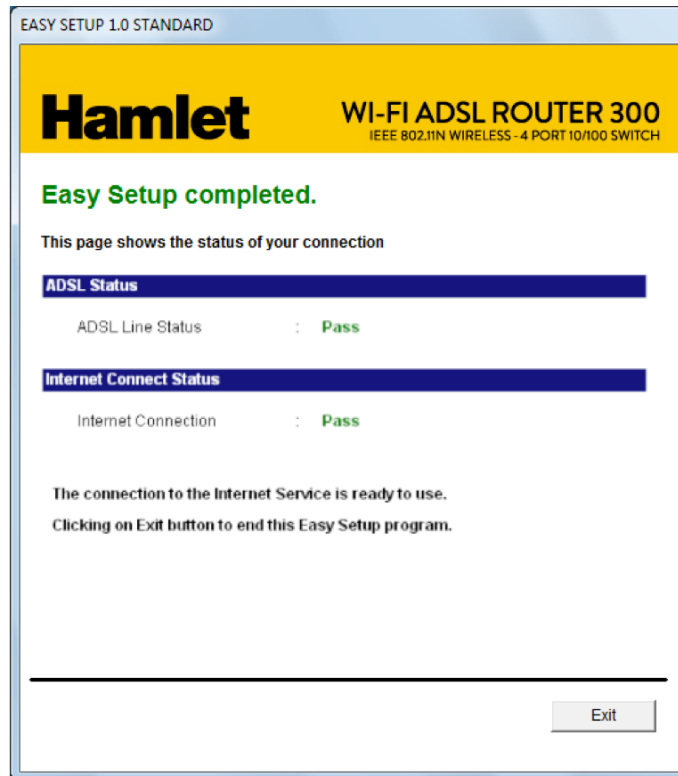 EASY SETUP 1.0 STANDARD
Hamlet
WI-FI ADSL ROUTER 300
IEEE 802.11N WIRELESS - 4 PORT 10/100 SWITCH
Easy Setup completed.
This page shows the status of your connection
ADSL Status
ADSL Line Status : Pass
Internet Connect Status
Internet Connection : Pass
The connection to the Internet Service is ready to use.
Clicking on Exit button to end this Easy Setup program.
Exit